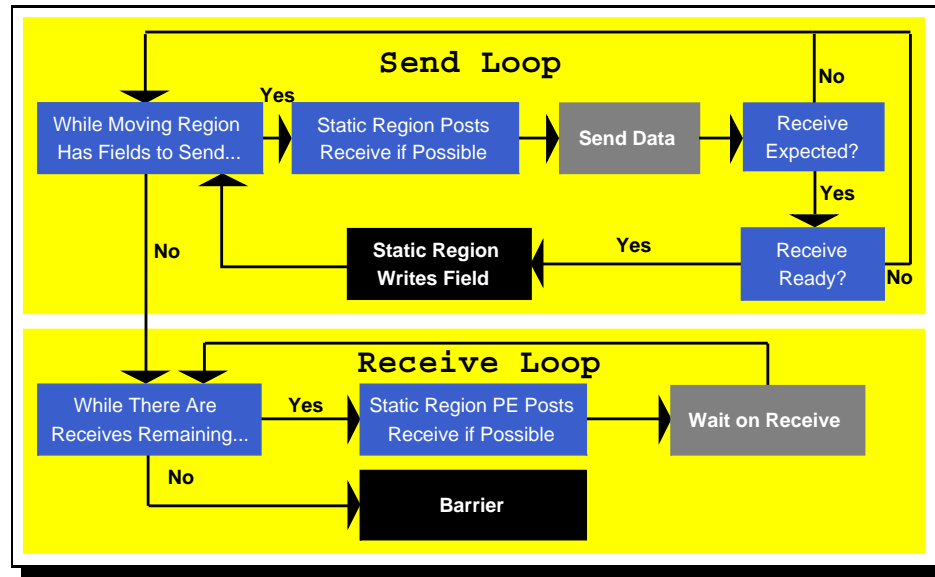 Send Loop
No
Yes
While Moving Region
Has Fields to Send...
Static Region Posts
Receive if Possible
Send Data
Receive
Expected?
Yes
No
Static Region
Writes Field
Yes
Receive
Ready?
No
Receive Loop
While There Are
Receives Remaining...
Yes
Static Region PE Posts
Receive if Possible
Wait on Receive
No
Barrier